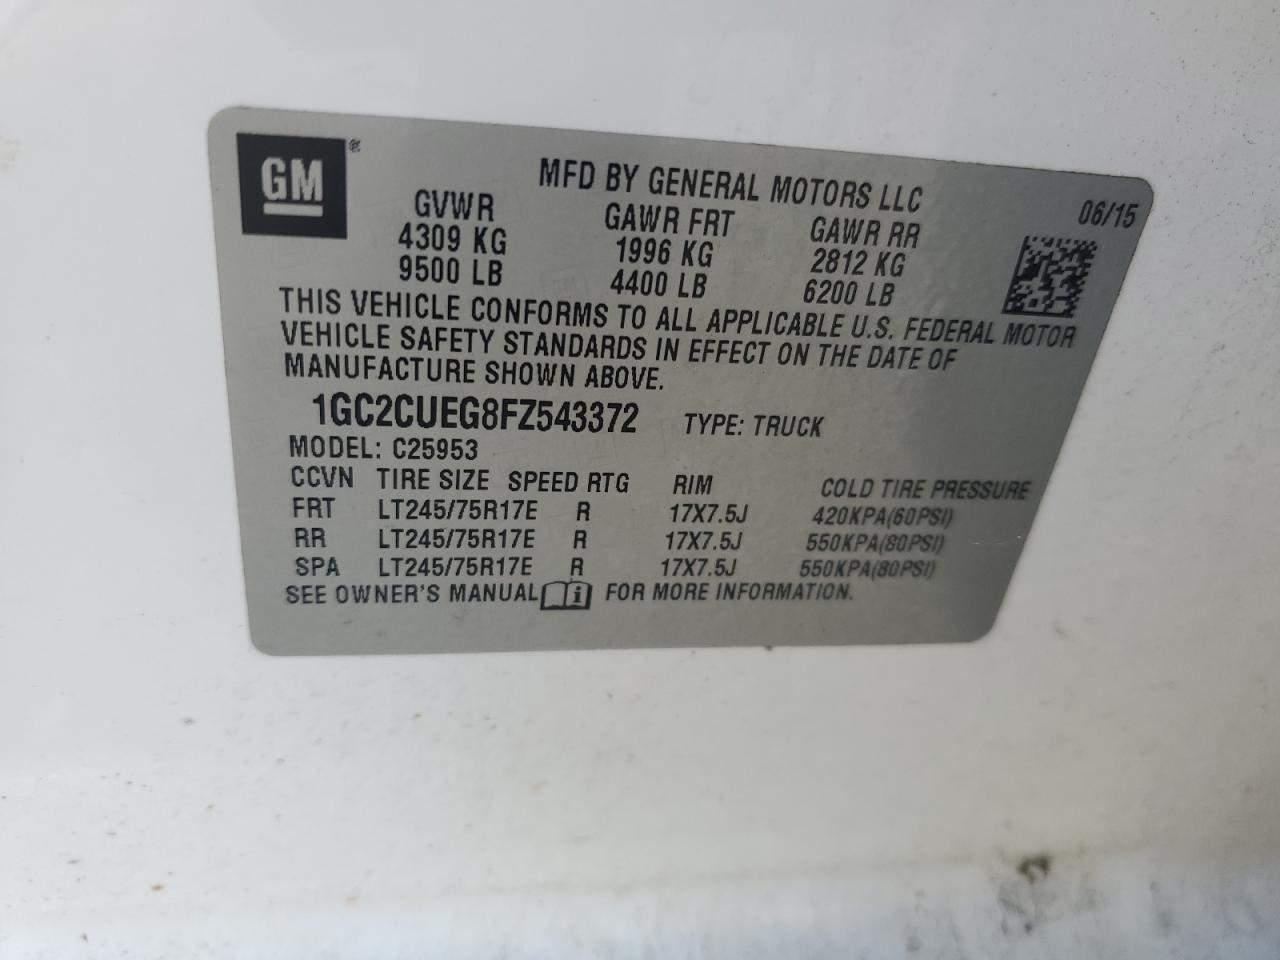 GM®
MFD BY GENERAL MOTORS LLC
06/15
GVWR GAWR FRT GAWR RR
4309 KG 1996 KG 2812 KG
9500 LB 4400 LB 6200 LB
THIS VEHICLE CONFORMS TO ALL APPLICABLE U.S. FEDERAL MOTOR
VEHICLE SAFETY STANDARDS IN EFFECT ON THE DATE OF
MANUFACTURE SHOWN ABOVE.
1GC2CUEG8FZ543372 TYPE: TRUCK
MODEL: C25953
CCVN TIRE SIZE SPEED RTG RIM COLD TIRE PRESSURE
FRT LT245/75R17E R 17X7.5J 420KPA(60PSI)
RR LT245/75R17E R 17X7.5J 550KPA(80PSI)
SPA LT245/75R17E R 17X7.5J 550KPA(80PSI)
SEE OWNER'S MANUAL i FOR MORE INFORMATION.